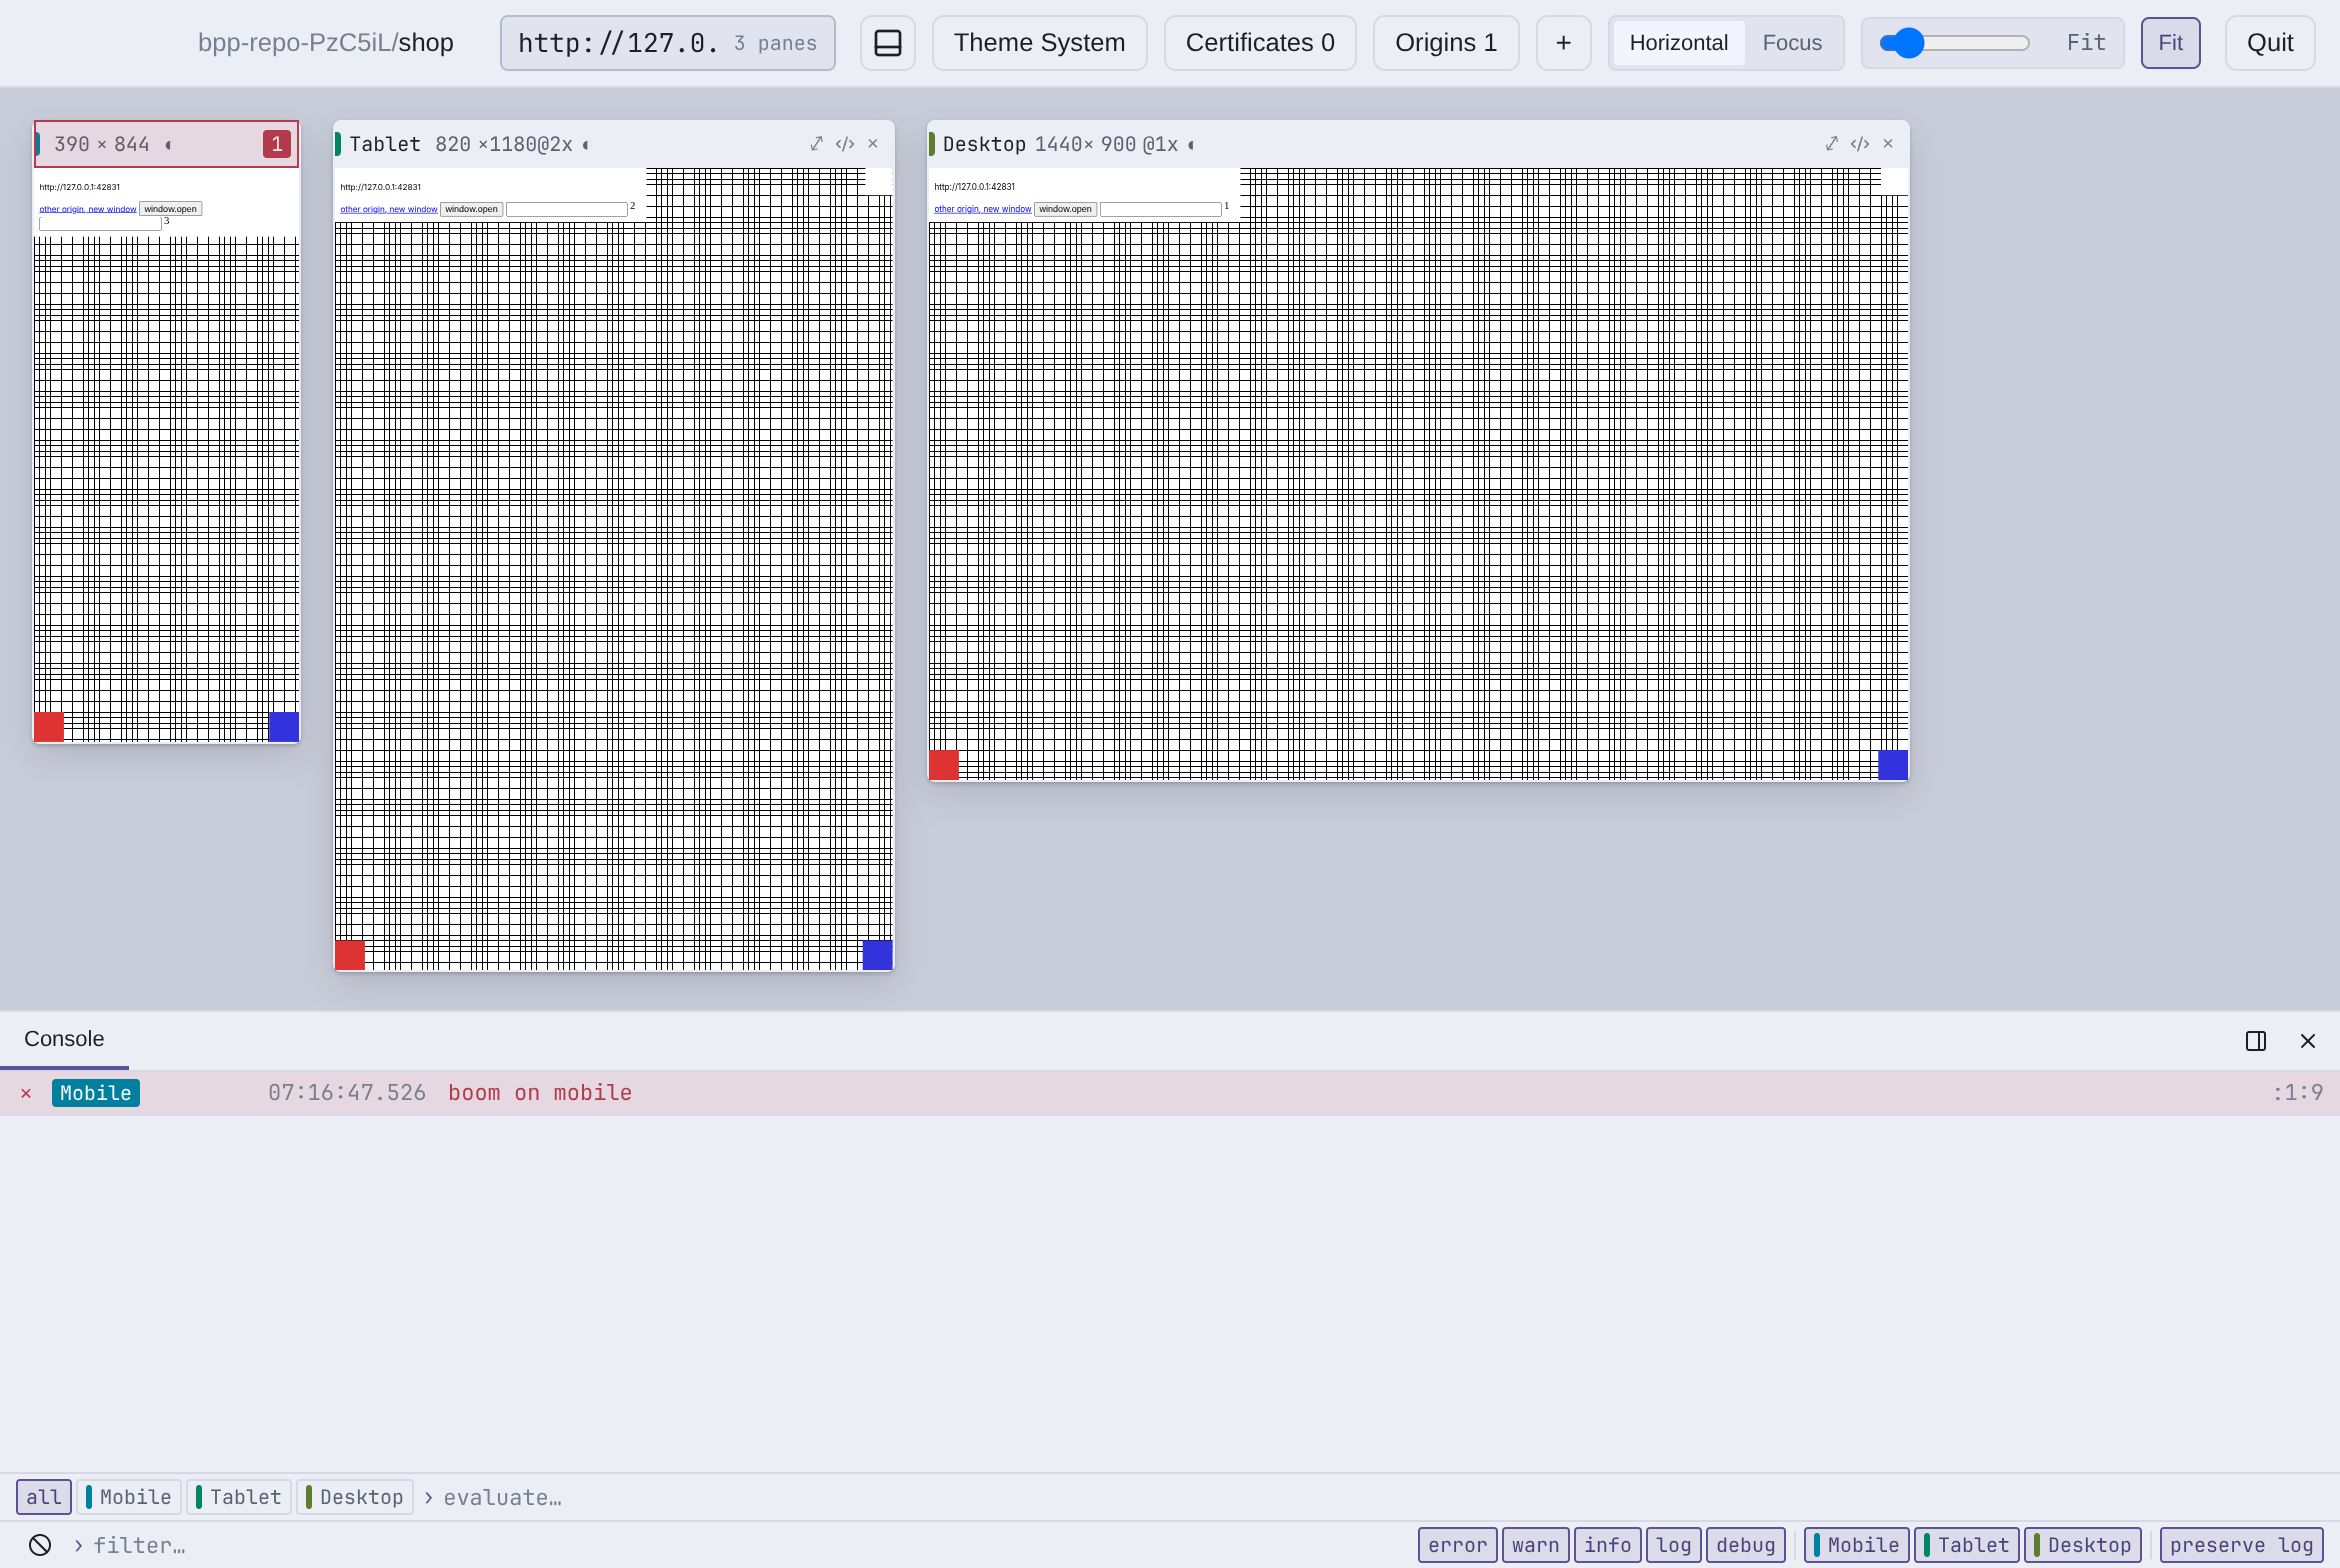 bpp-repo-PzC5iL/shop http://127.0. 3 panes Theme System Certificates 0 Origins 1 + Horizontal Focus Fit Fit Quit
390 × 844 1
Tablet 820 ×1180@2x </> ×
Desktop 1440× 900 @1x </> ×
http://127.0.0.1:42831
other origin, new window window.open
3
http://127.0.0.1:42831
other origin, new window window.open 2
http://127.0.0.1:42831
other origin, new window window.open 1
Console
× Mobile 07:16:47.526 boom on mobile :1:9
all Mobile Tablet Desktop › evaluate…
› filter… error warn info log debug Mobile Tablet Desktop preserve log